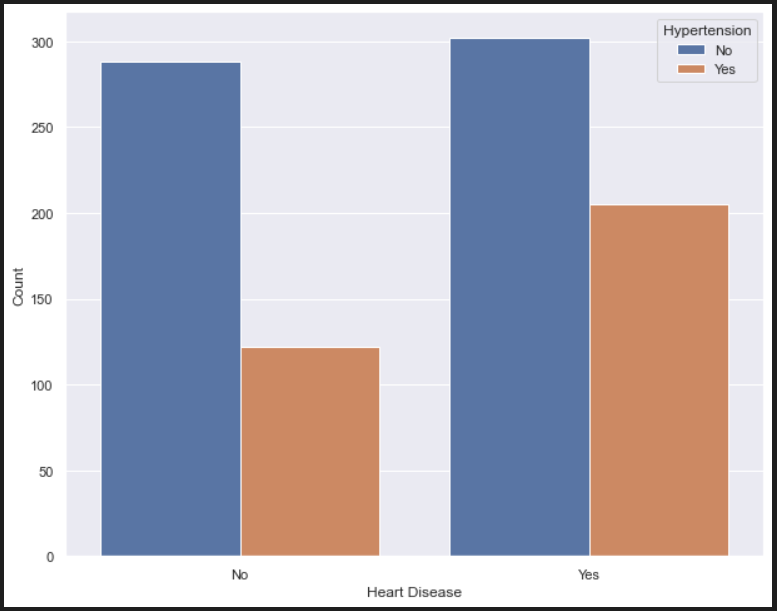 Hypertension
No
Yes
300
250
200
150
100
50
0
Count
No Yes
Heart Disease